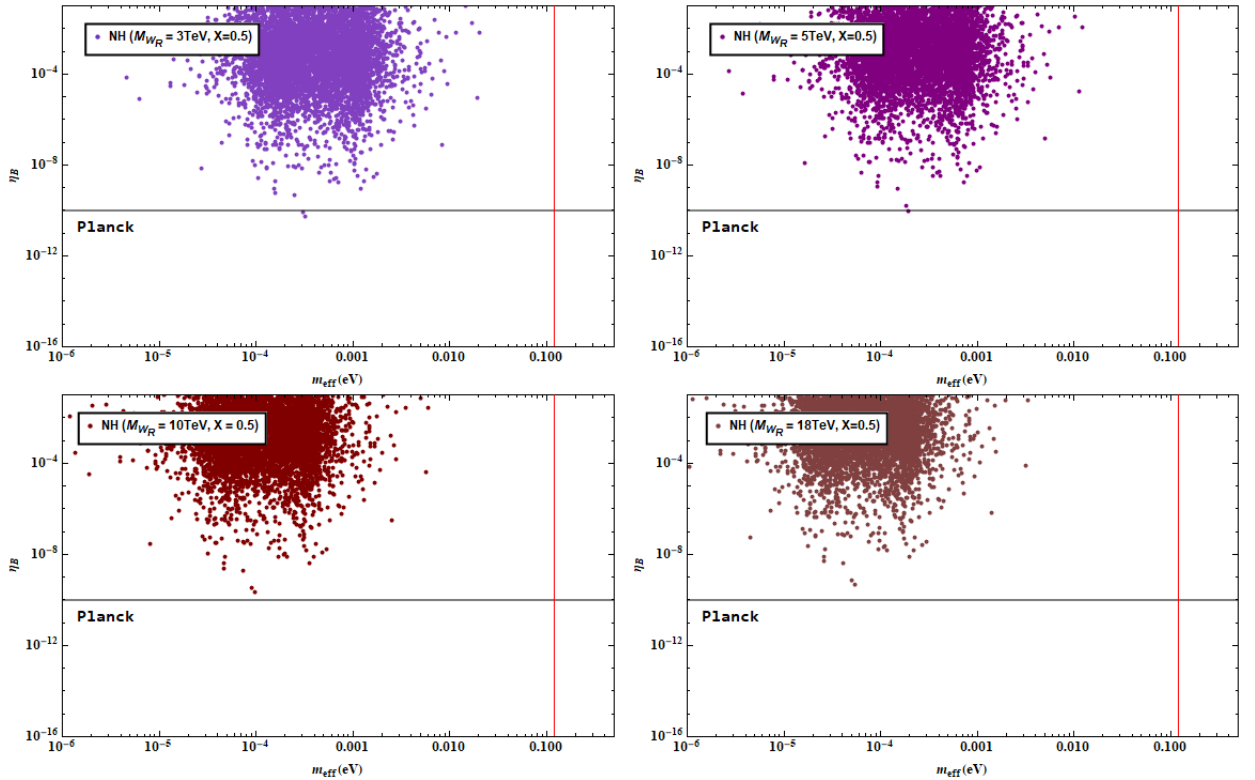 NH (M_{W_R} = 3TeV, X=0.5)
10^{-4}
10^{-8}
η_B
Planck
10^{-12}
10^{-16}
10^{-6} 10^{-5} 10^{-4} 0.001 0.010 0.100
m_{eff}(eV)
NH (M_{W_R} = 5TeV, X=0.5)
10^{-4}
10^{-8}
η_B
Planck
10^{-12}
10^{-16}
10^{-6} 10^{-5} 10^{-4} 0.001 0.010 0.100
m_{eff}(eV)
NH (M_{W_R} = 10TeV, X = 0.5)
10^{-4}
10^{-8}
η_B
Planck
10^{-12}
10^{-16}
10^{-6} 10^{-5} 10^{-4} 0.001 0.010 0.100
m_{eff}(eV)
NH (M_{W_R} = 18TeV, X=0.5)
10^{-4}
10^{-8}
η_B
Planck
10^{-12}
10^{-16}
10^{-6} 10^{-5} 10^{-4} 0.001 0.010 0.100
m_{eff}(eV)